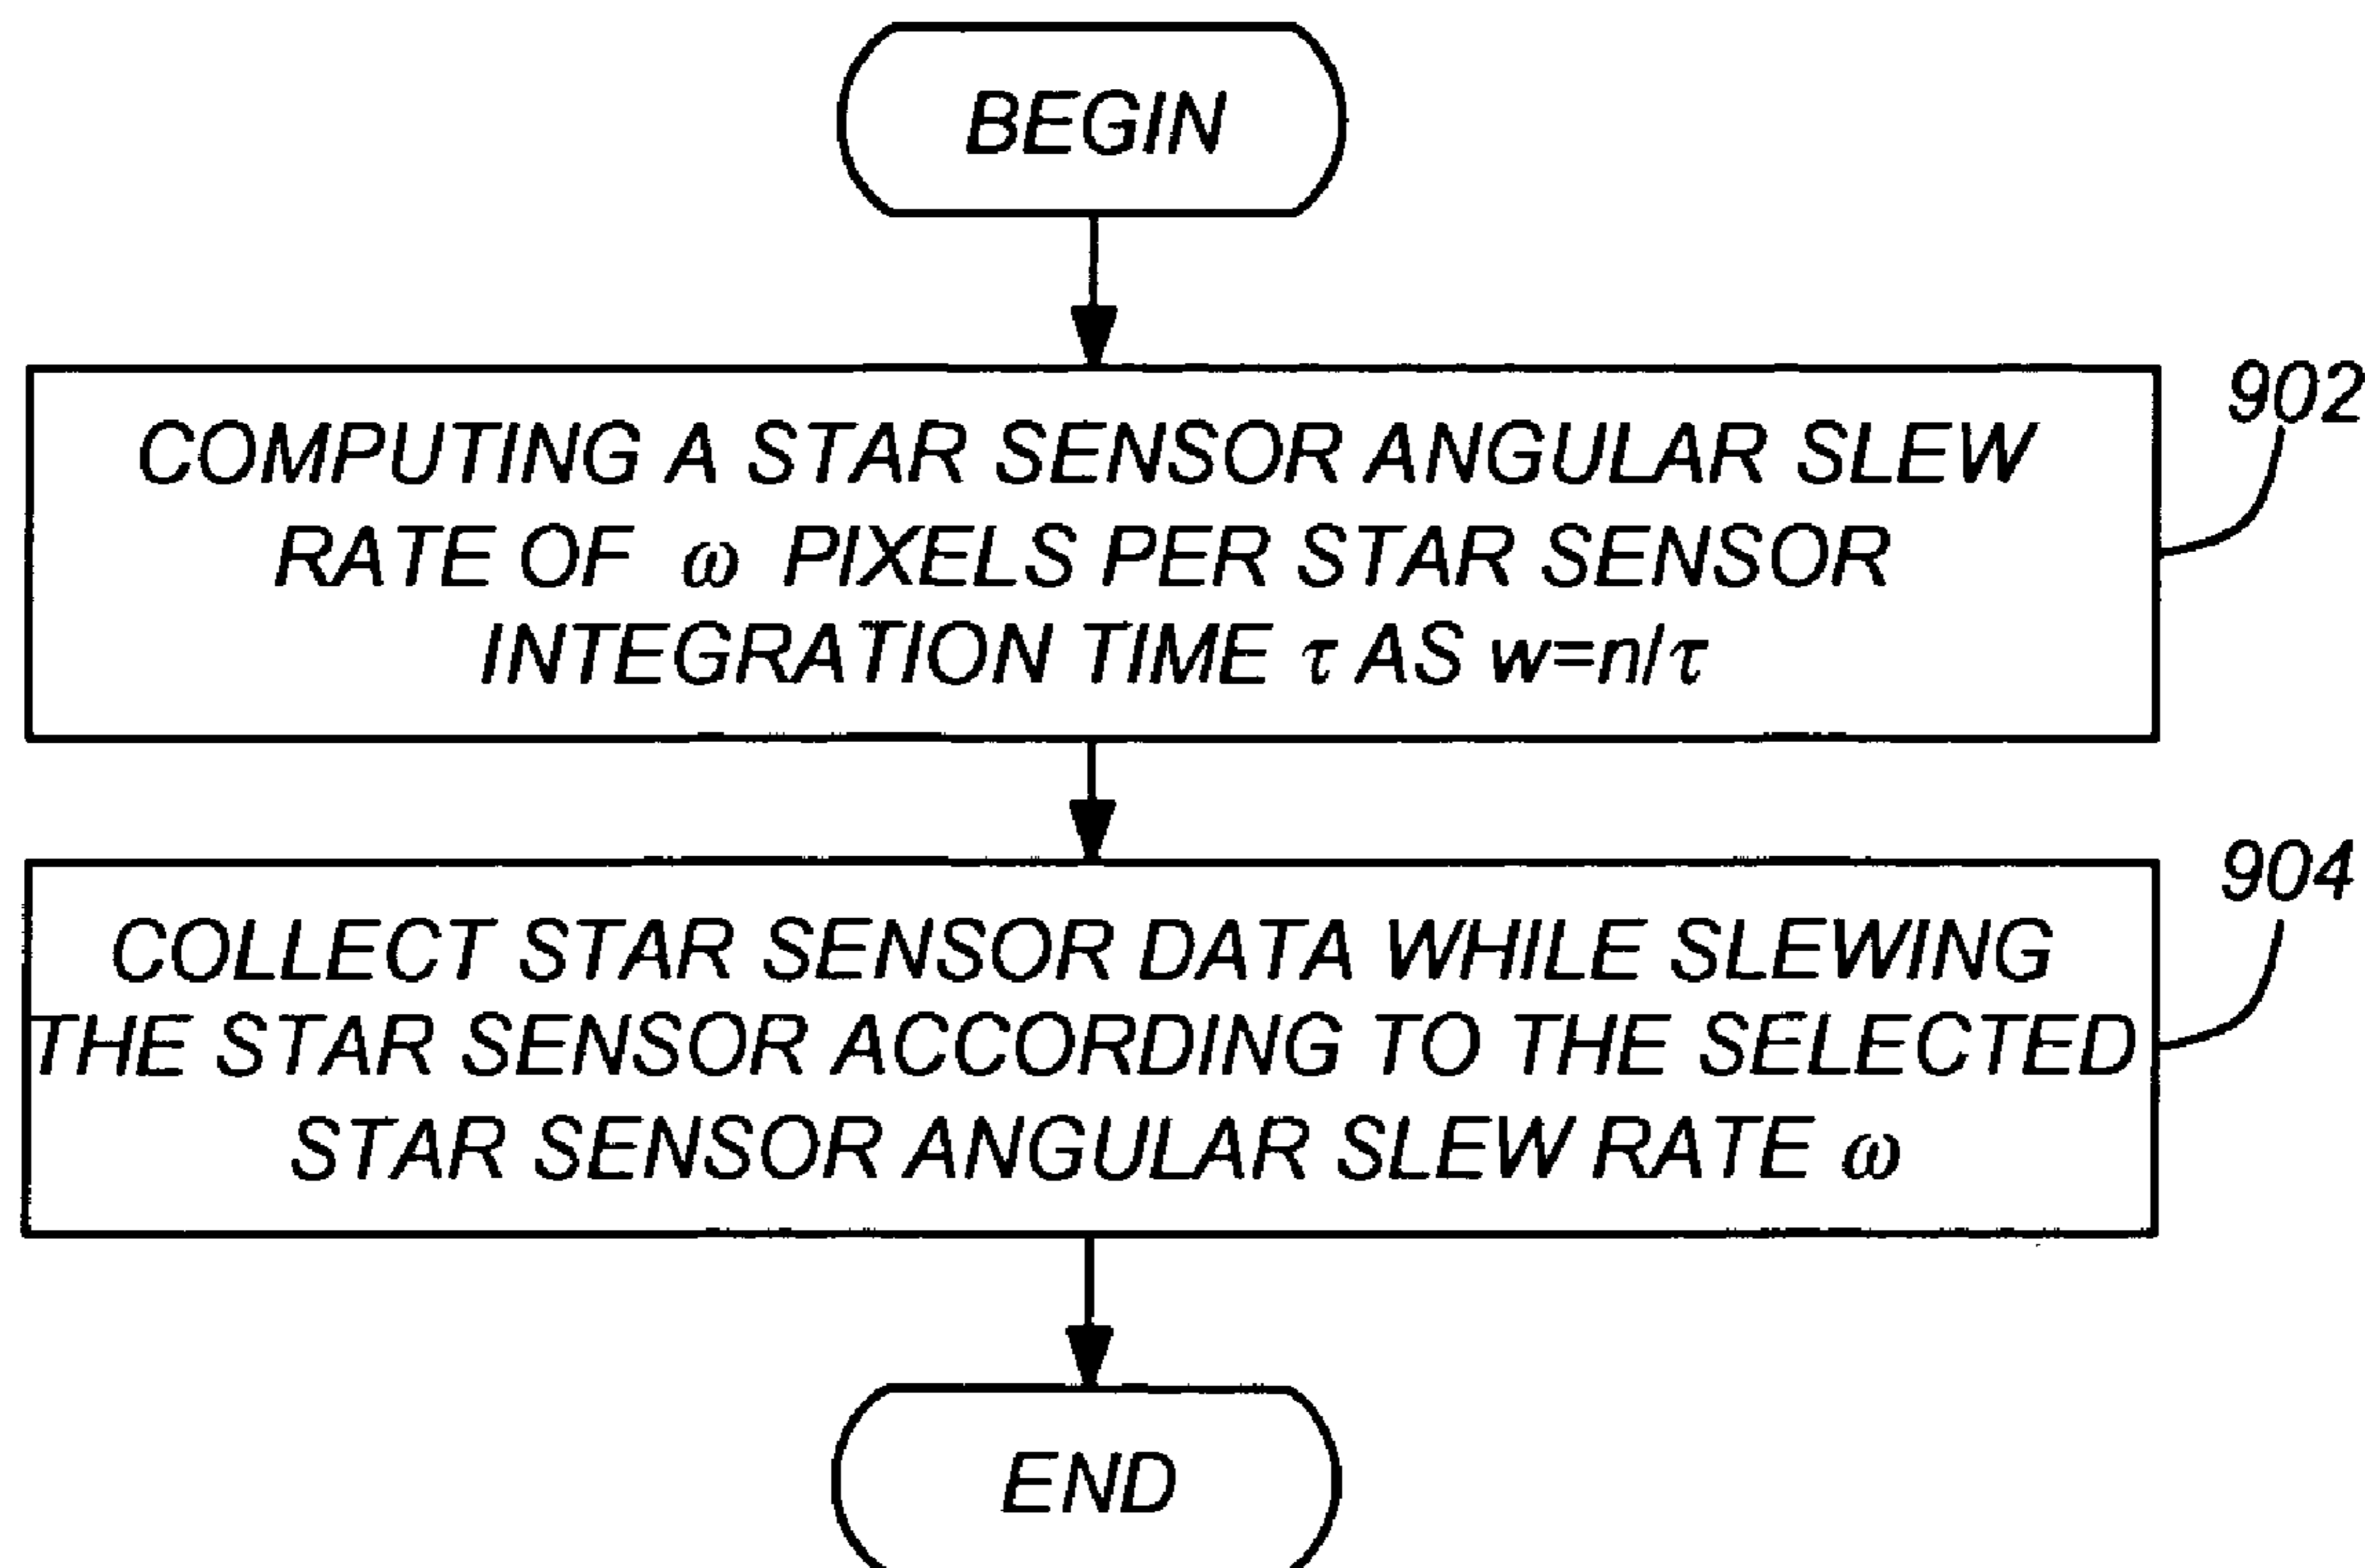 BEGIN
902
COMPUTING A STAR SENSOR ANGULAR SLEW
RATE OF ω PIXELS PER STAR SENSOR
INTEGRATION TIME τ AS w=n/τ
904
COLLECT STAR SENSOR DATA WHILE SLEWING
THE STAR SENSOR ACCORDING TO THE SELECTED
STAR SENSOR ANGULAR SLEW RATE ω
END